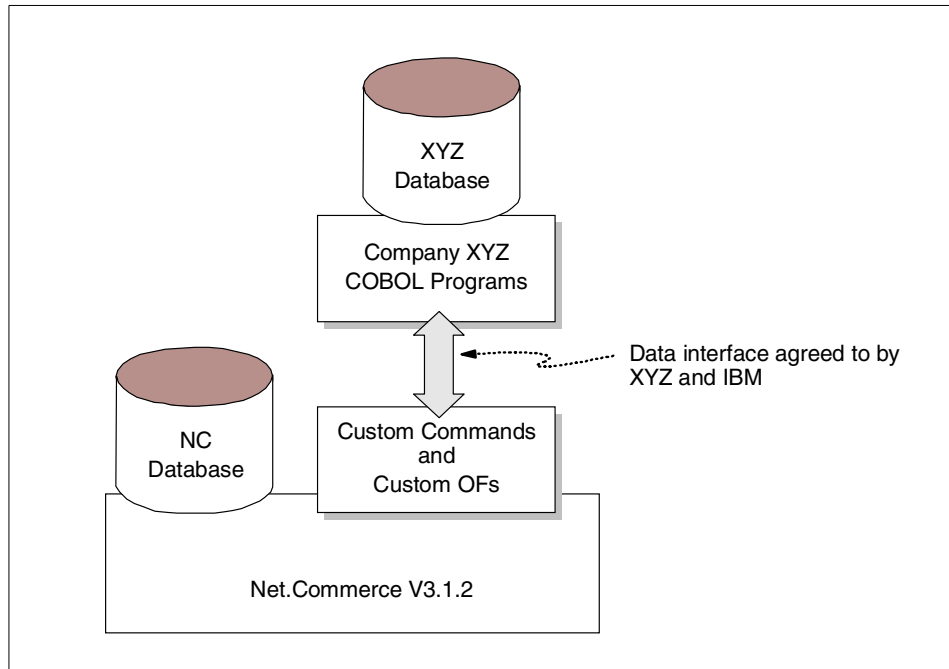 XYZ
Database
Company XYZ
COBOL Programs
Data interface agreed to by
XYZ and IBM
NC
Database
Custom Commands
and
Custom OFs
Net.Commerce V3.1.2